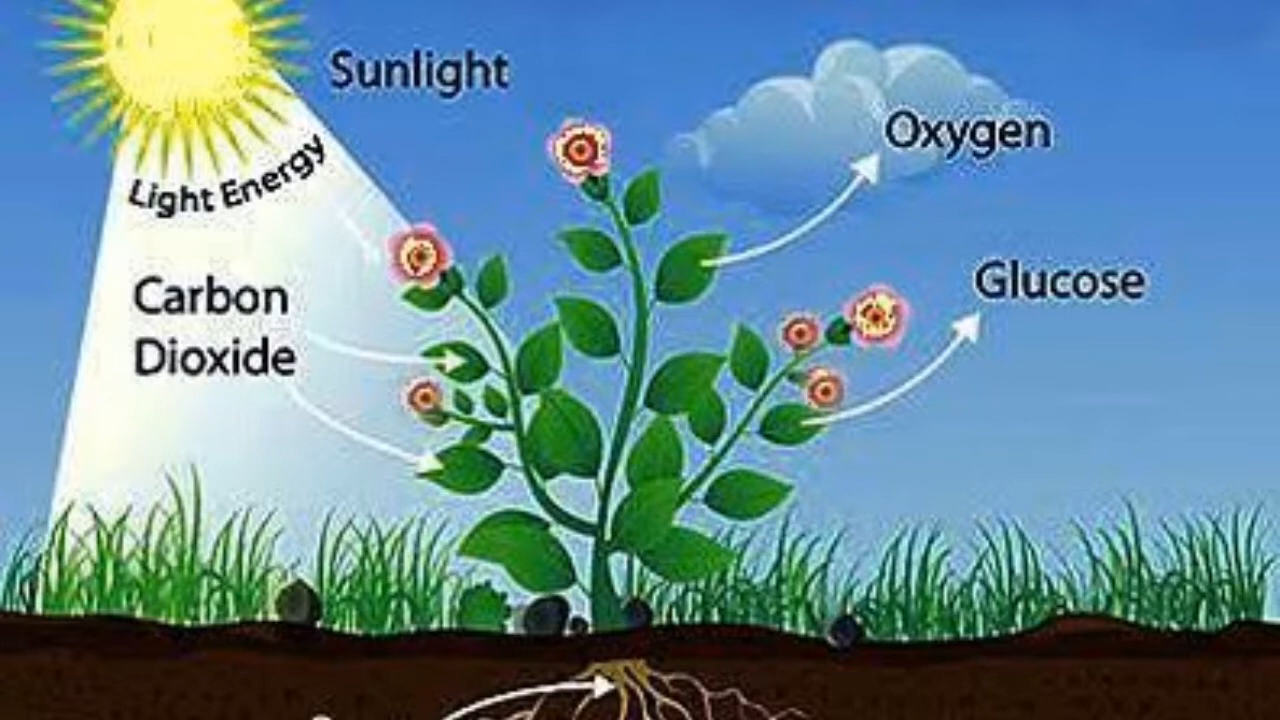 Sunlight
Light Energy
Oxygen
Carbon
Dioxide
Glucose